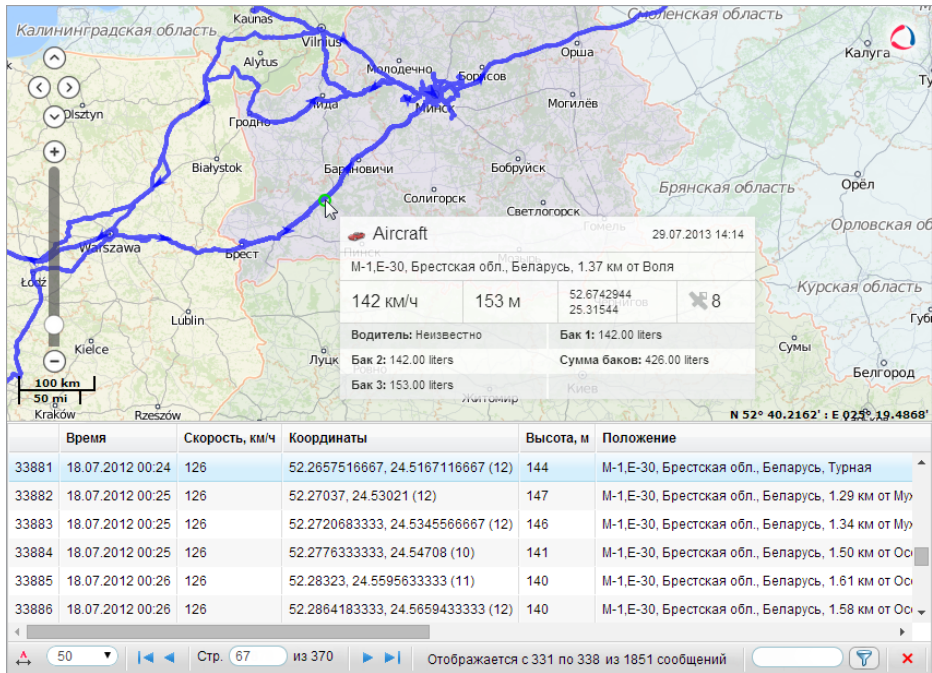 Калининградская область
Kaunas
Смоленская область
Vilnius
Alytus
Молодечно
Борисов
Орша
Калуга
Olsztyn
Лида
Минск
Гродно
Могилёв
Białystok
Барановичи
Бобруйск
Солигорск
Светлогорск
Брянская область
Орёл
Warszawa
Брест
Пинск
Мозырь
Гомель
Орловская об
Aircraft
29.07.2013 14:14
М-1,Е-30, Брестская обл., Беларусь, 1.37 км от Воля
142 км/ч
153 м
52.6742944
25.31544
8
Водитель: Неизвестно
Бак 1: 142.00 liters
Бак 2: 142.00 liters
Сумма баков: 426.00 liters
Бак 3: 153.00 liters
Łódź
Lublin
Kielce
Луцк
Ровно
Киев
Житомир
Курская область
Сумы
Белгород
100 km
50 mi
Kraków
Rzeszów
N 52° 40.2162' : E 025° 19.4868'
Время
Скорость, км/ч
Координаты
Высота, м
Положение
33881 18.07.2012 00:24 126 52.2657516667, 24.5167116667 (12) 144 М-1,Е-30, Брестская обл., Беларусь, Турная
33882 18.07.2012 00:25 126 52.27037, 24.53021 (12) 147 М-1,Е-30, Брестская обл., Беларусь, 1.29 км от Мух
33883 18.07.2012 00:25 126 52.2720683333, 24.5345566667 (12) 146 М-1,Е-30, Брестская обл., Беларусь, 1.34 км от Мух
33884 18.07.2012 00:25 126 52.2776333333, 24.54708 (10) 141 М-1,Е-30, Брестская обл., Беларусь, 1.50 км от Осо
33885 18.07.2012 00:26 126 52.28323, 24.5595633333 (11) 140 М-1,Е-30, Брестская обл., Беларусь, 1.61 км от Осо
33886 18.07.2012 00:26 126 52.2864183333, 24.5659433333 (12) 140 М-1,Е-30, Брестская обл., Беларусь, 1.58 км от Осо
50
Стр. 67 из 370
Отображается с 331 по 338 из 1851 сообщений